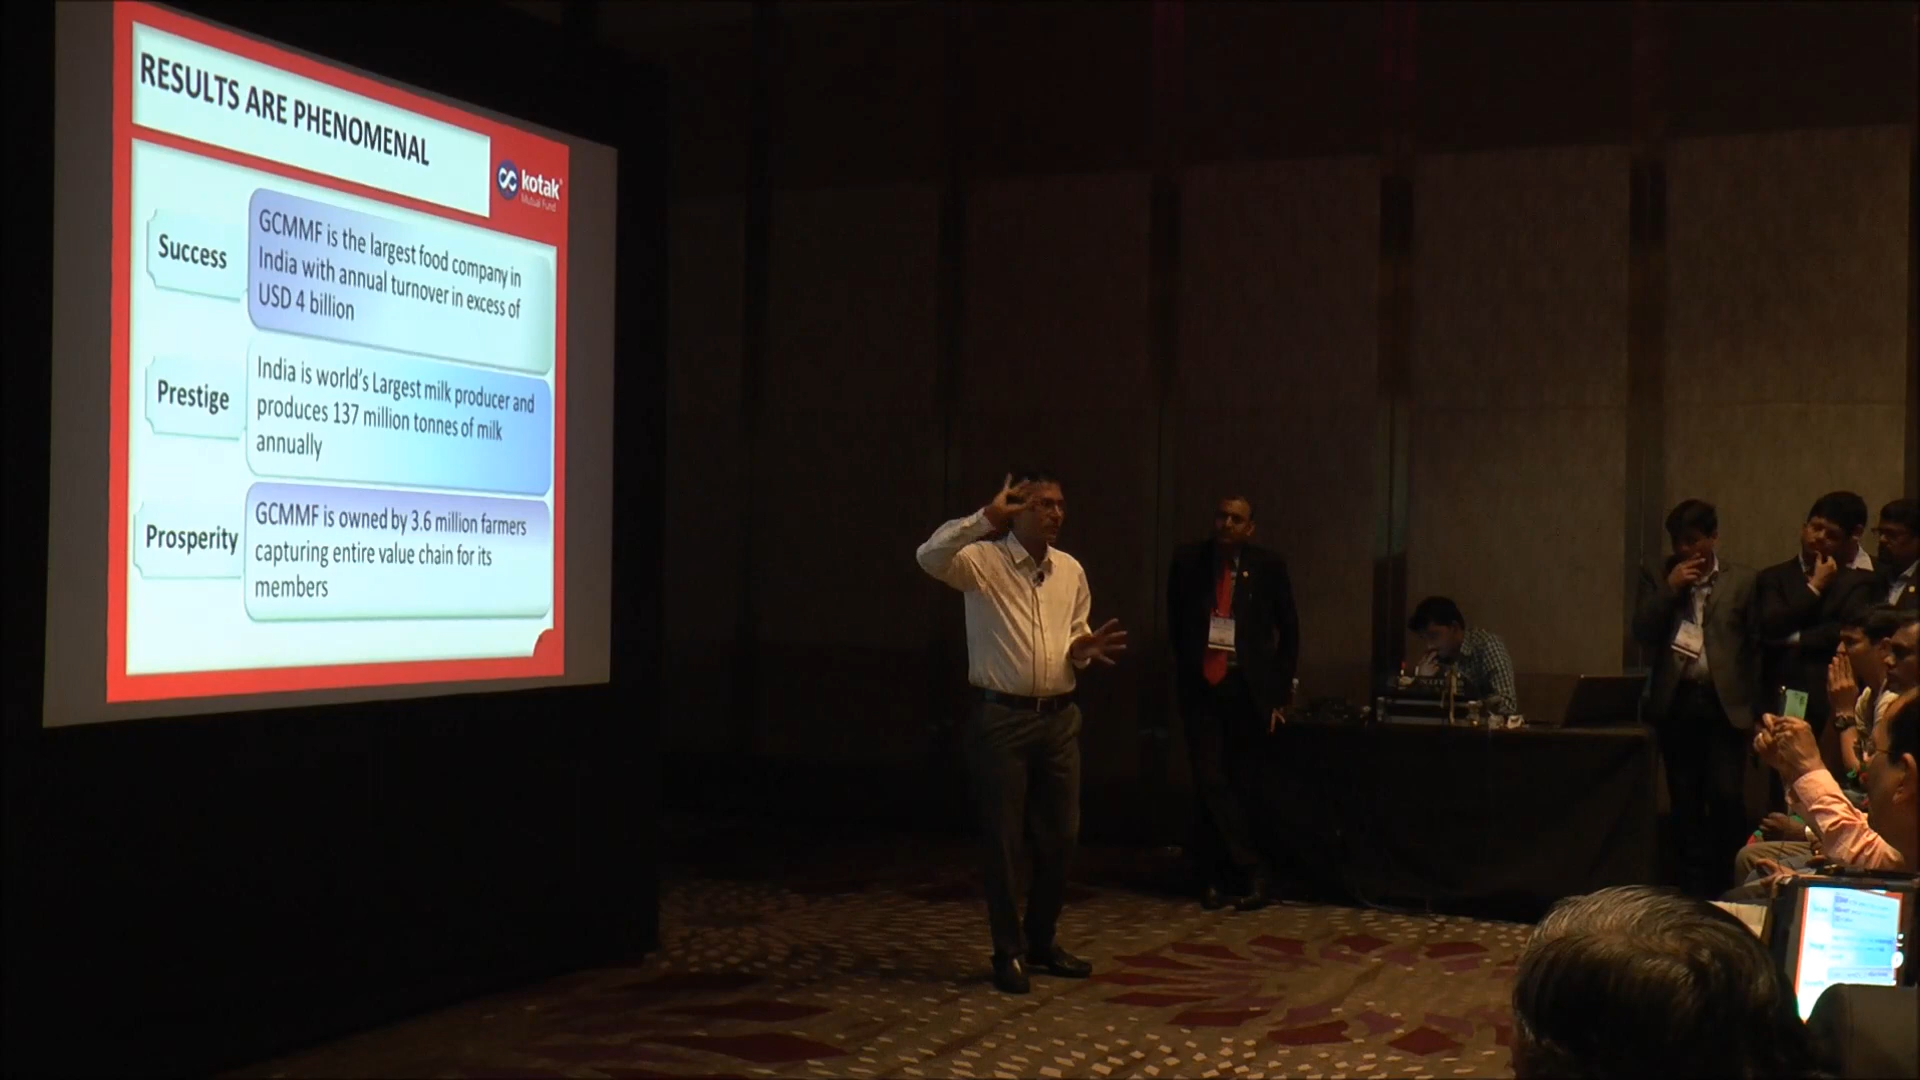 RESULTS ARE PHENOMENAL
kotak
Mutual Fund
Success
GCMMF is the largest food company in
India with annual turnover in excess of
USD 4 billion
Prestige
India is world's Largest milk producer and
produces 137 million tonnes of milk
annually
Prosperity
GCMMF is owned by 3.6 million farmers
capturing entire value chain for its
members